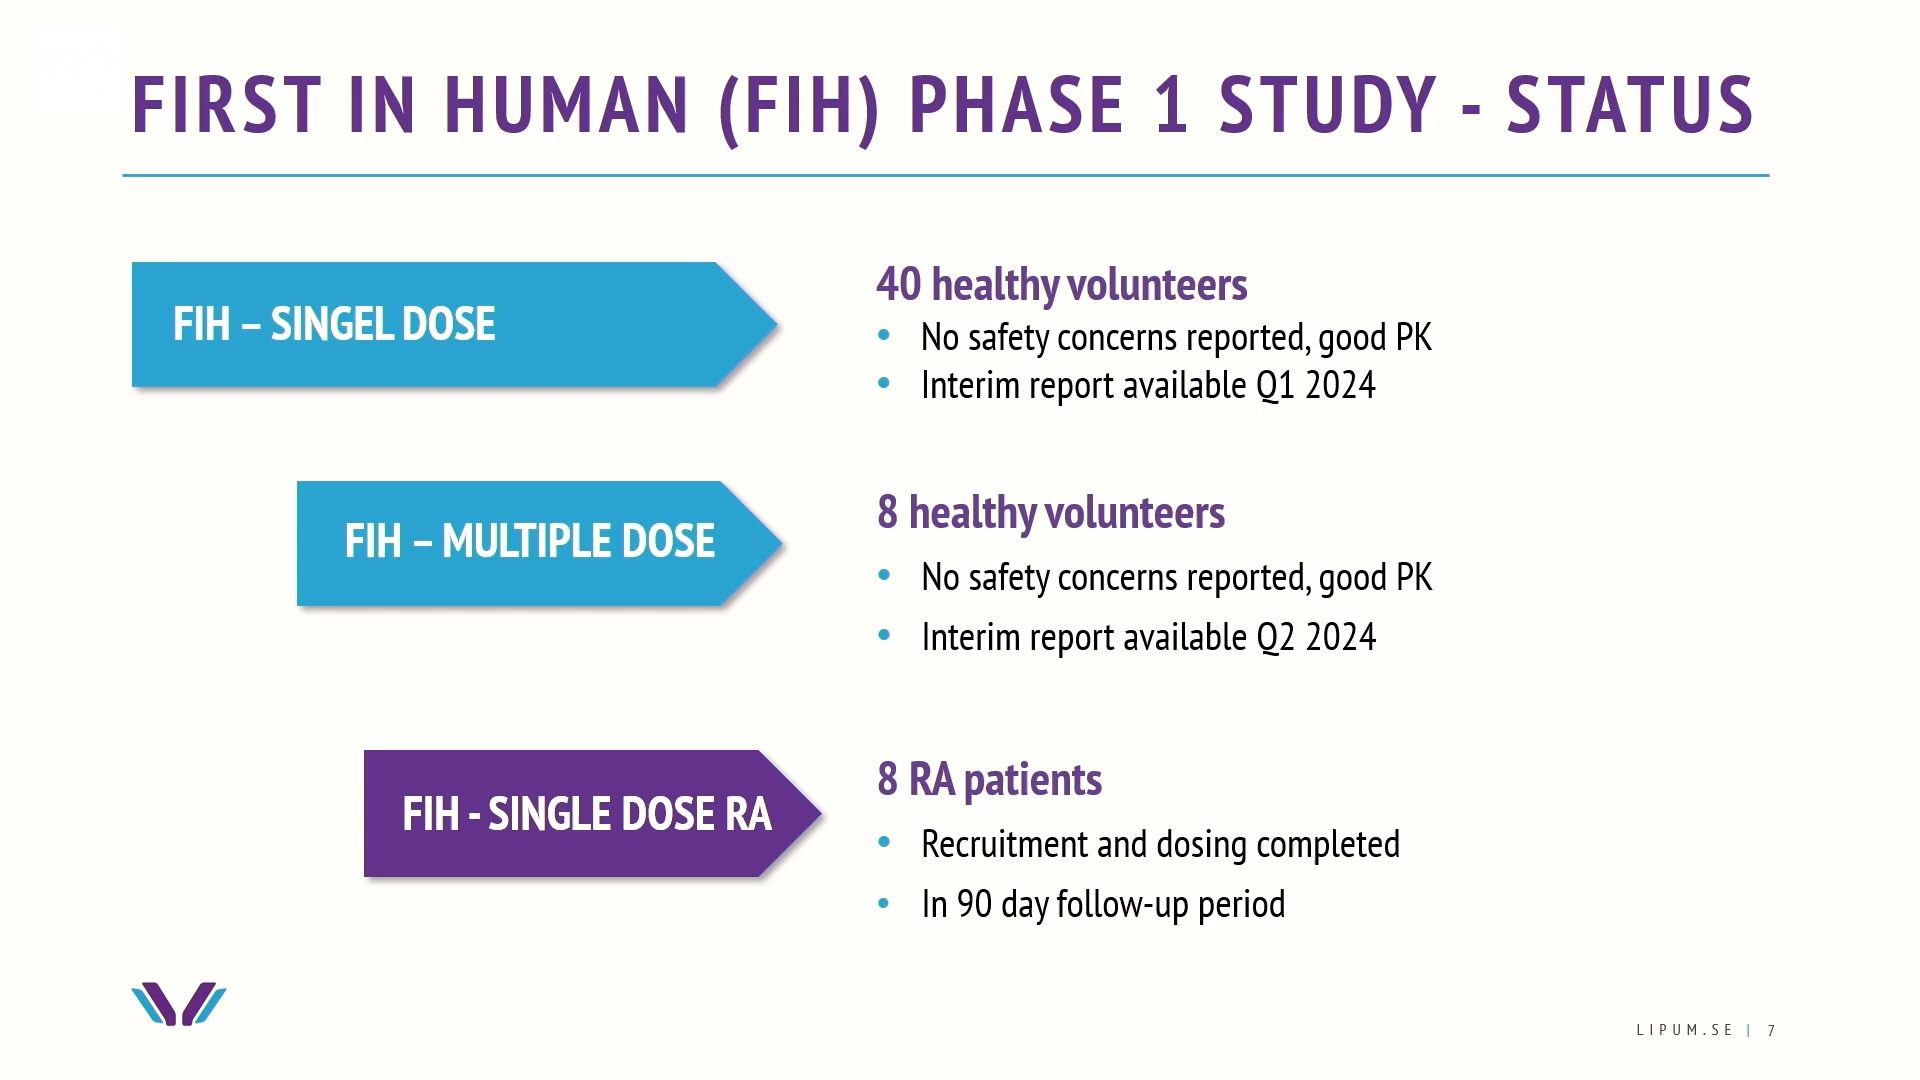 FIRST IN HUMAN (FIH) PHASE 1 STUDY - STATUS
FIH – SINGEL DOSE
40 healthy volunteers
• No safety concerns reported, good PK
• Interim report available Q1 2024
FIH – MULTIPLE DOSE
8 healthy volunteers
• No safety concerns reported, good PK
• Interim report available Q2 2024
FIH - SINGLE DOSE RA
8 RA patients
• Recruitment and dosing completed
• In 90 day follow-up period
LIPUM.SE | 7